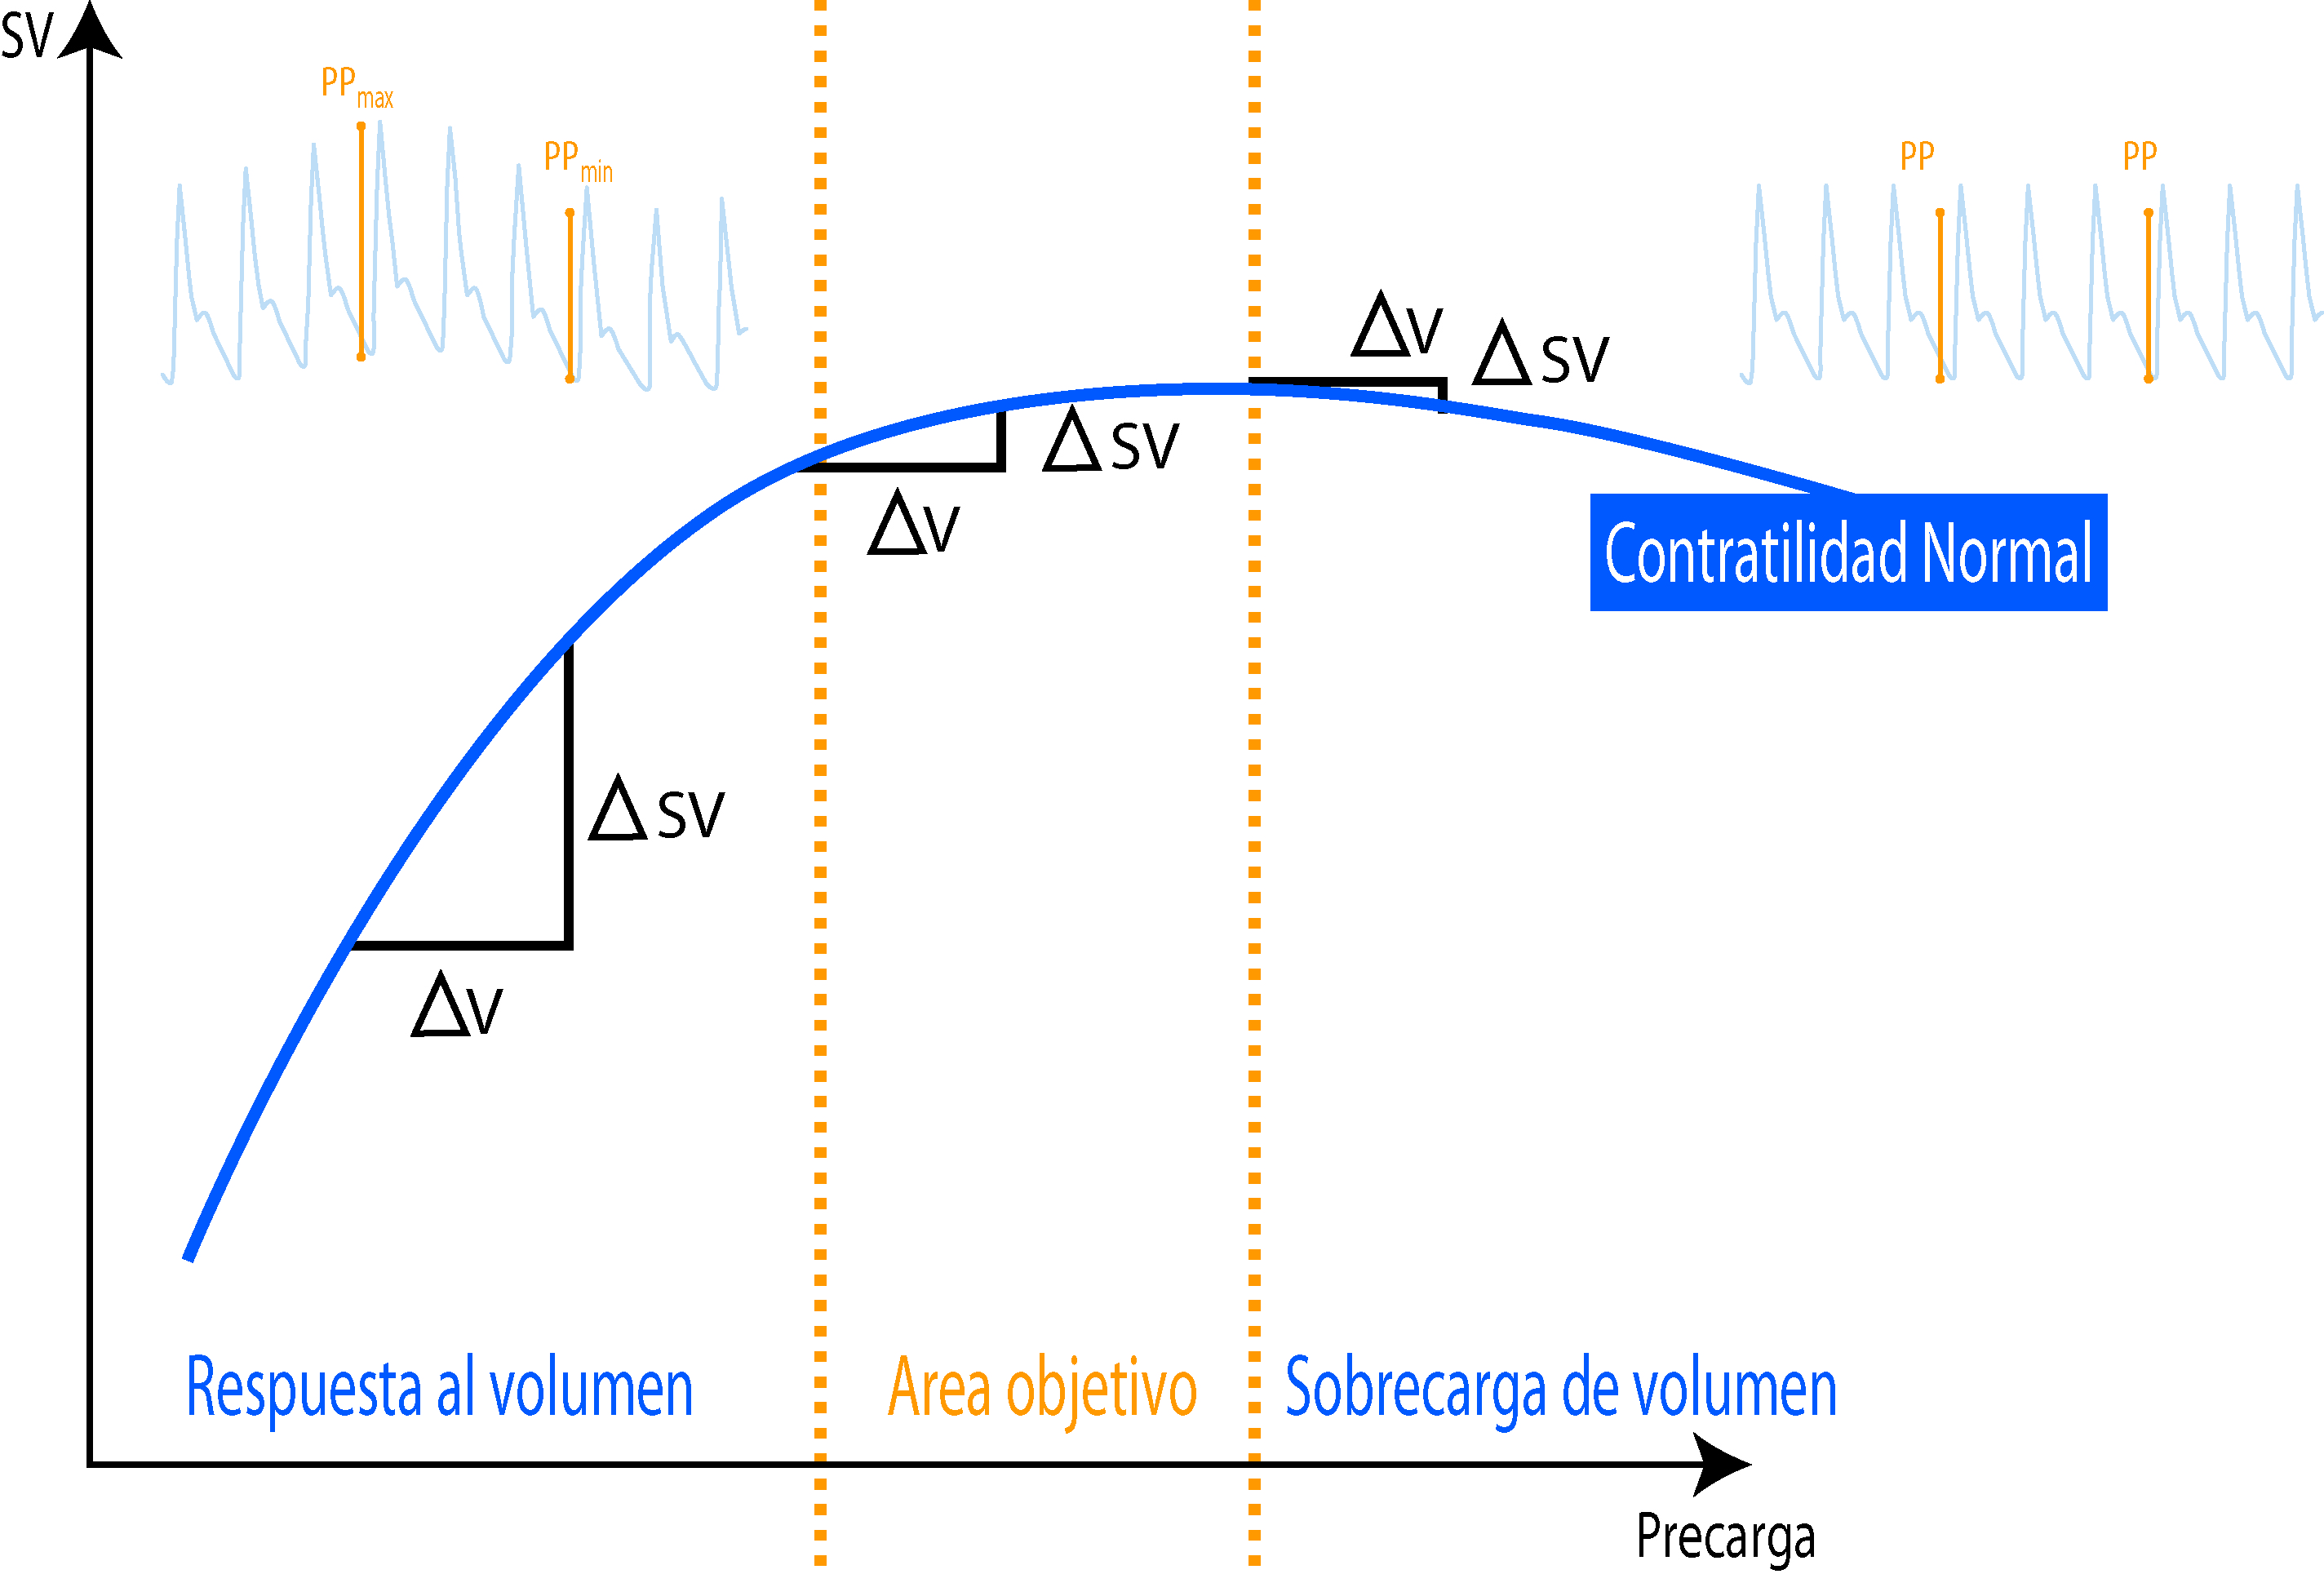 SV
PPmax
PPmin
PP
PP
ΔV
ΔSV
ΔSV
ΔV
Contratilidad Normal
ΔSV
ΔV
Respuesta al volumen
Area objetivo
Sobrecarga de volumen
Precarga